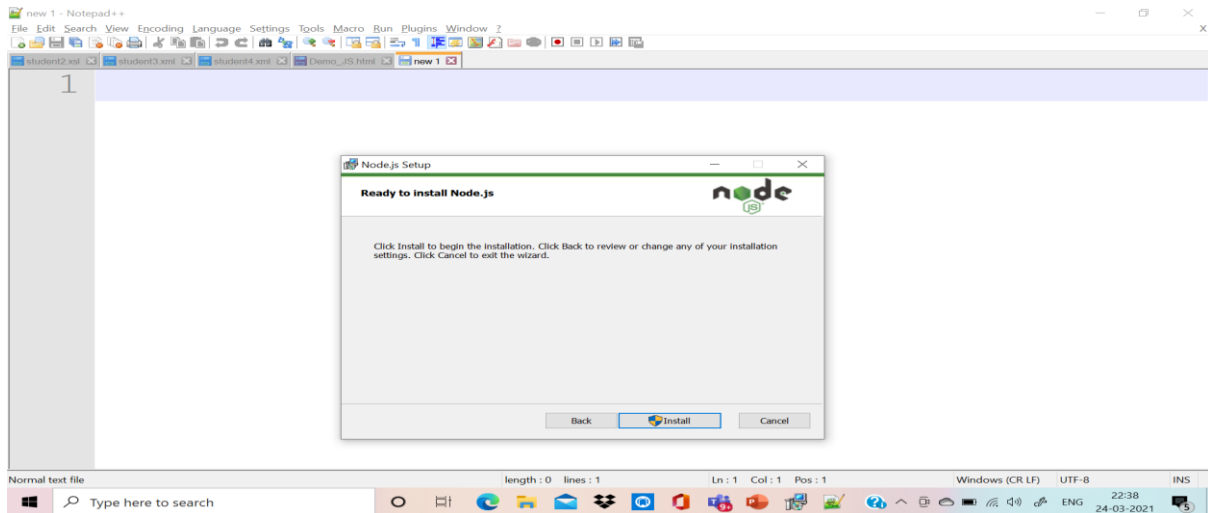 new 1 - Notepad++
File Edit Search View Encoding Language Settings Tools Macro Run Plugins Window ?
X
student2.xsl student3.xml student4.xml Demo_JS.html new 1
1
Node.js Setup
Ready to install Node.js
node
JS
Click Install to begin the installation. Click Back to review or change any of your installation
settings. Click Cancel to exit the wizard.
Back Install Cancel
Normal text file length : 0 lines : 1 Ln : 1 Col : 1 Pos : 1 Windows (CR LF) UTF-8 INS
Type here to search 9+ ENG 22:38
24-03-2021 5